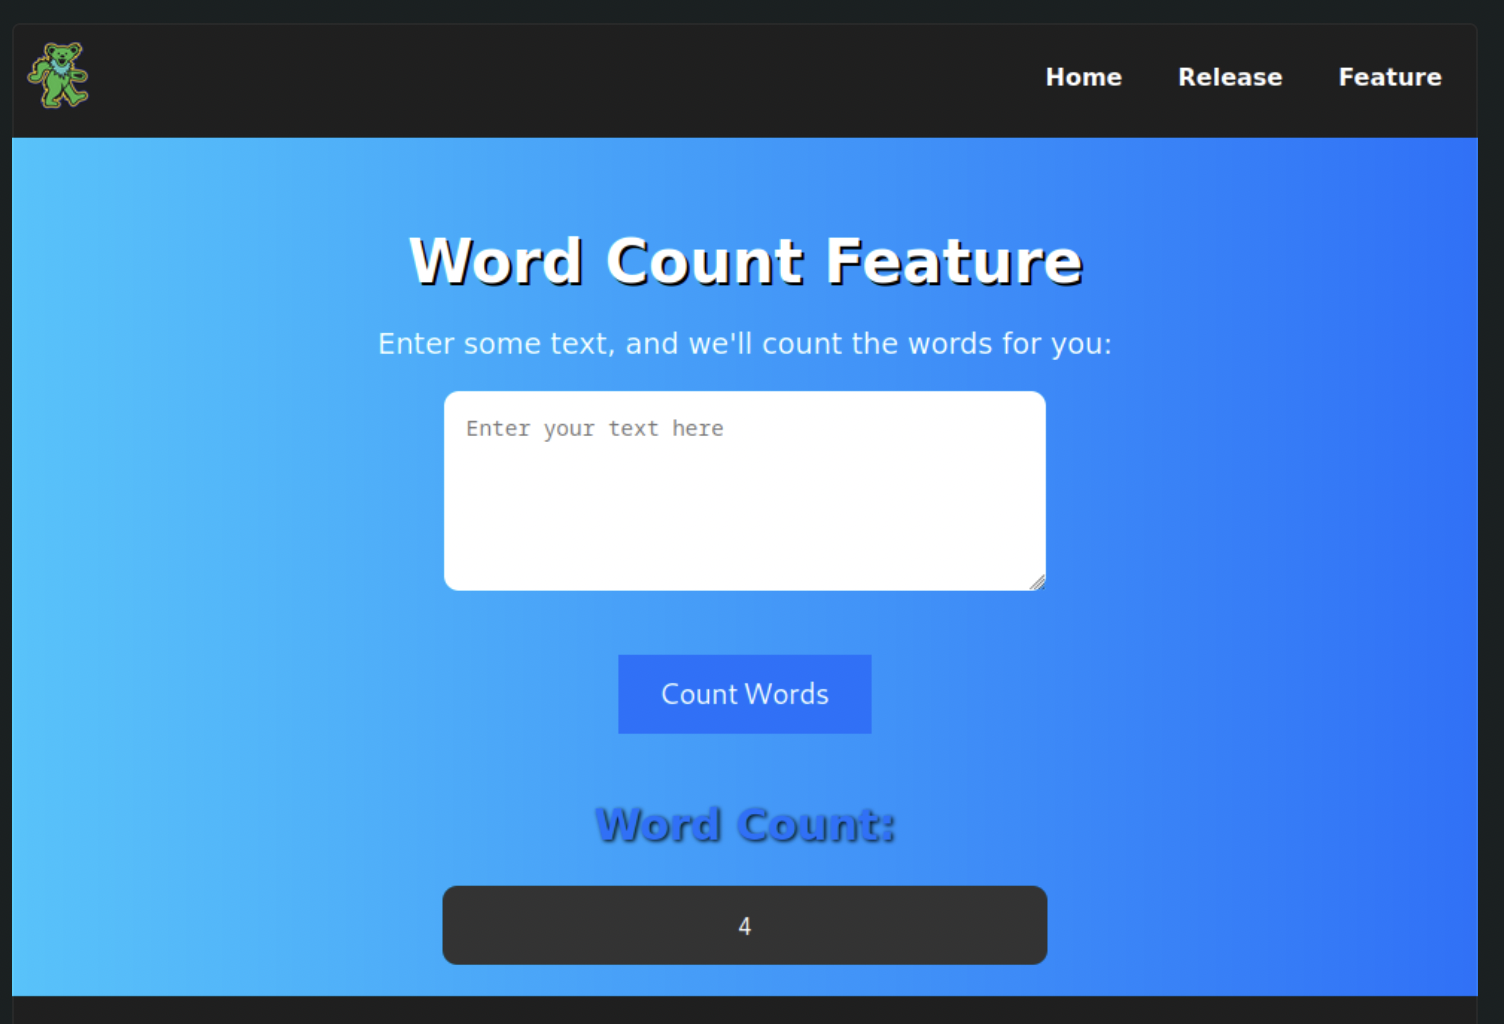 Home Release Feature
Word Count Feature
Enter some text, and we'll count the words for you:
Enter your text here
Count Words
Word Count:
4